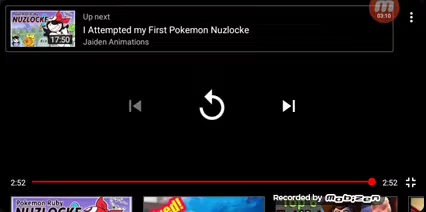 Up next
03:10
I Attempted my First Pokemon Nuzlocke
NUZLOCKE
17:50
Jaiden Animations
2:52
2:52
Recorded by Mobizen
Pokemon Ruby
NUZLOCKE